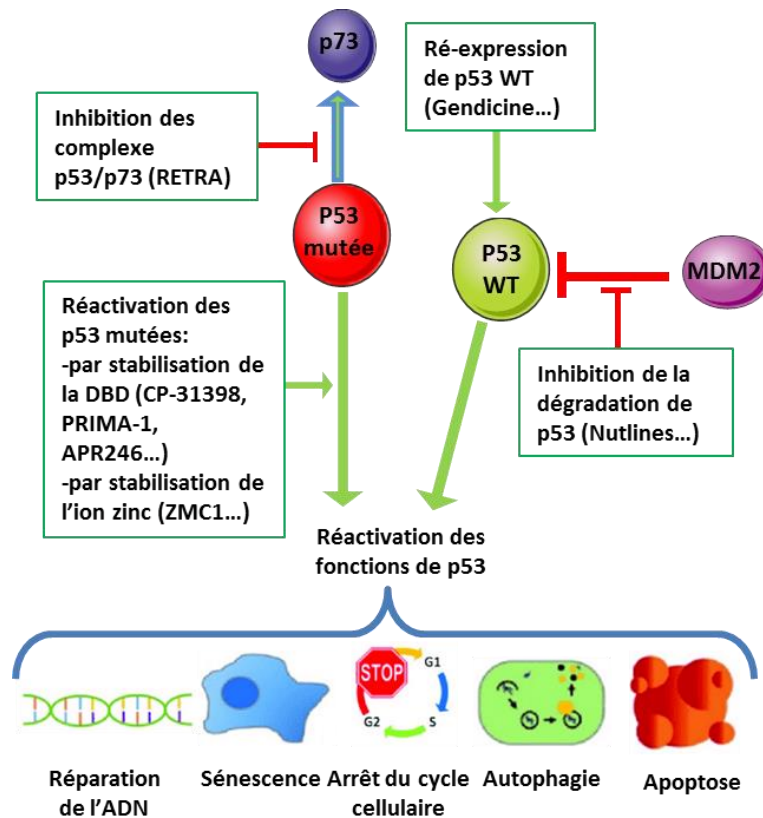 p73
Ré-expression
de p53 WT
(Gendicine...)
Inhibition des
complexe
p53/p73 (RETRA)
P53
mutée
P53
WT
MDM2
Réactivation des
p53 mutées:
-par stabilisation de
la DBD (CP-31398,
PRIMA-1,
APR246...)
-par stabilisation de
l'ion zinc (ZMC1...)
Inhibition de la
dégradation de
p53 (Nutlines...)
Réactivation des
fonctions de p53
STOP
G1
G2
S
Réparation
de l'ADN
Sénescence
Arrêt du cycle
cellulaire
Autophagie
Apoptose